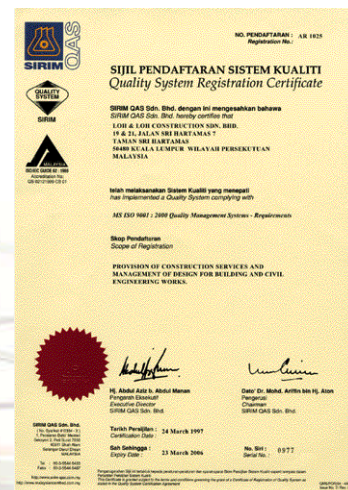 NO. PENDAFTARAN : AR 1825
Registration No.:
SIRIM
QAS
QUALITY
SYSTEM
SIRIM
MALAYSIA
SIJIL PENDAFTARAN SISTEM KUALITI
Quality System Registration Certificate
SIRIM QAS Sdn. Bhd. dengan ini mengesahkan bahawa
SIRIM QAS Sdn. Bhd. hereby certifies that
LOH & LOH CONSTRUCTION SDN. BHD.
19 & 21, JALAN SRI HARTAMAS 7
TAMAN SRI HARTAMAS
50480 KUALA LUMPUR WILAYAH PERSEKUTUAN
MALAYSIA
telah melaksanakan Sistem Kualiti yang menepati
has implemented a Quality System complying with
MS ISO 9001 : 2000 Quality Management Systems - Requirements
Skop Pendaftaran
Scope of Registration
PROVISION OF CONSTRUCTION SERVICES AND
MANAGEMENT OF DESIGN FOR BUILDING AND CIVIL
ENGINEERING WORKS.
Hj. Abdul Aziz b. Abdul Manan
Pengarah Eksekutif
Executive Director
SIRIM QAS Sdn. Bhd.
Dato' Dr. Mohd. Ariffin bin Hj. Aton
Pengerusi
Chairman
SIRIM QAS Sdn. Bhd.
SIRIM QAS Sdn. Bhd.
Tarikh Pensijilan : 24 March 1997
Certification Date :
Sah Sehingga : 23 March 2006
Expiry Date :
No. Siri : 0977
Serial No. :